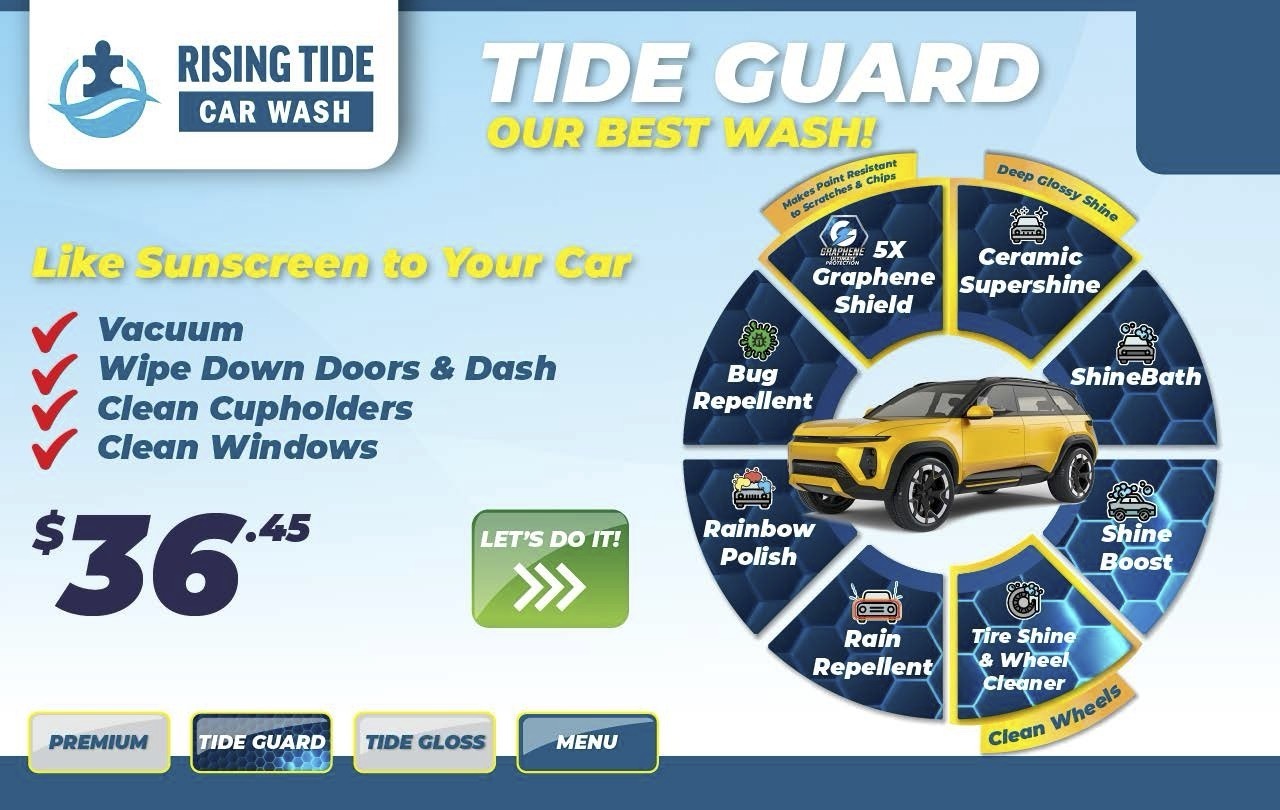 RISING TIDE
CAR WASH
TIDE GUARD
OUR BEST WASH!
Like Sunscreen to Your Car
Vacuum
Wipe Down Doors & Dash
Clean Cupholders
Clean Windows
$36.45
LET'S DO IT!
Makes Paint Resistant
to Scratches & Chips
GRAPHENE
ULTIMATE
PROTECTION
5X
Graphene
Shield
Deep Glossy Shine
Ceramic
Supershine
ShineBath
Shine
Boost
Tire Shine
& Wheel
Cleaner
Clean Wheels
Rain
Repellent
Rainbow
Polish
Bug
Repellent
PREMIUM
TIDE GUARD
TIDE GLOSS
MENU